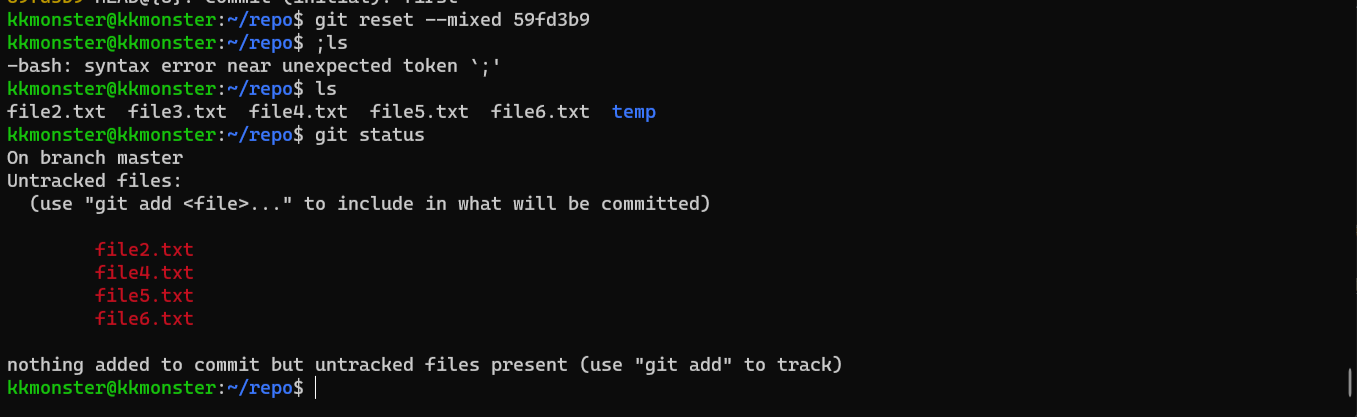 kkmonster@kkmonster:~/repo$ git reset --mixed 59fd3b9
kkmonster@kkmonster:~/repo$ ;ls
-bash: syntax error near unexpected token `;'
kkmonster@kkmonster:~/repo$ ls
file2.txt  file3.txt  file4.txt  file5.txt  file6.txt  temp
kkmonster@kkmonster:~/repo$ git status
On branch master
Untracked files:
  (use "git add <file>..." to include in what will be committed)
        file2.txt
        file4.txt
        file5.txt
        file6.txt
nothing added to commit but untracked files present (use "git add" to track)
kkmonster@kkmonster:~/repo$